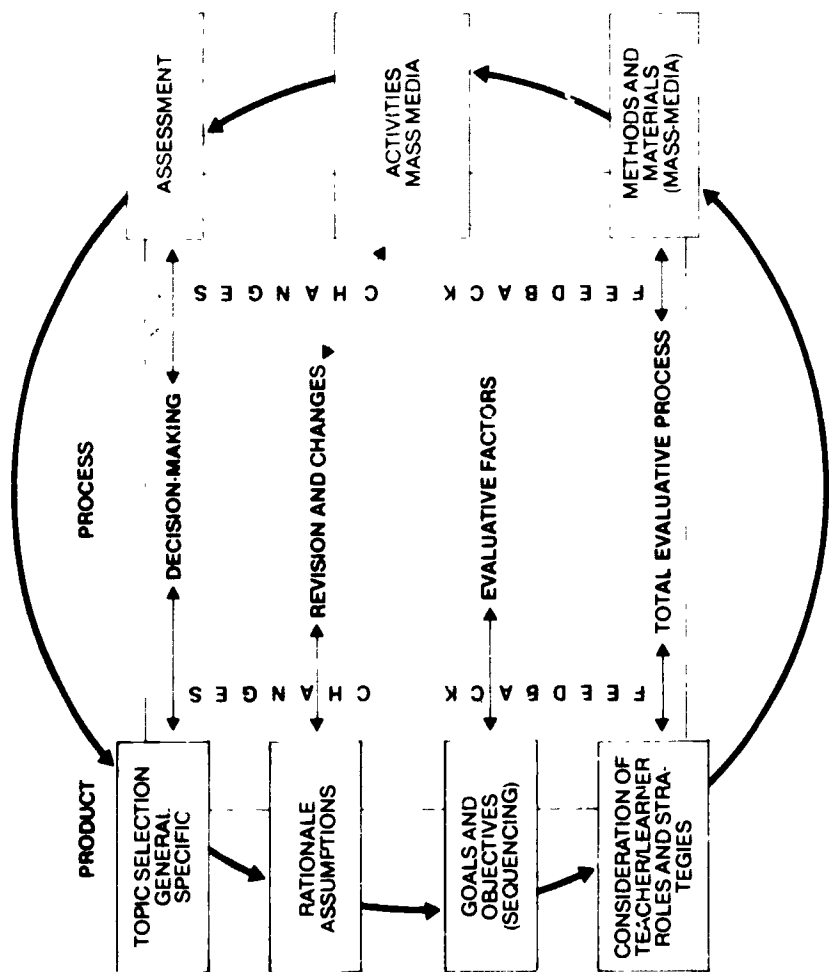 PRODUCT
PROCESS
TOPIC SELECTION
GENERAL
SPECIFIC
RATIONALE
ASSUMPTIONS
GOALS AND
OBJECTIVES
(SEQUENCING)
CONSIDERATION OF
TEACHER/LEARNER
ROLES AND STRA-
TEGIES
FEEDBACK CHANGES
DECISION-MAKING
REVISION AND CHANGES
EVALUATIVE FACTORS
TOTAL EVALUATIVE PROCESS
FEEDBACK CHANGES
ASSESSMENT
ACTIVITIES
MASS MEDIA
METHODS AND
MATERIALS
(MASS-MEDIA)